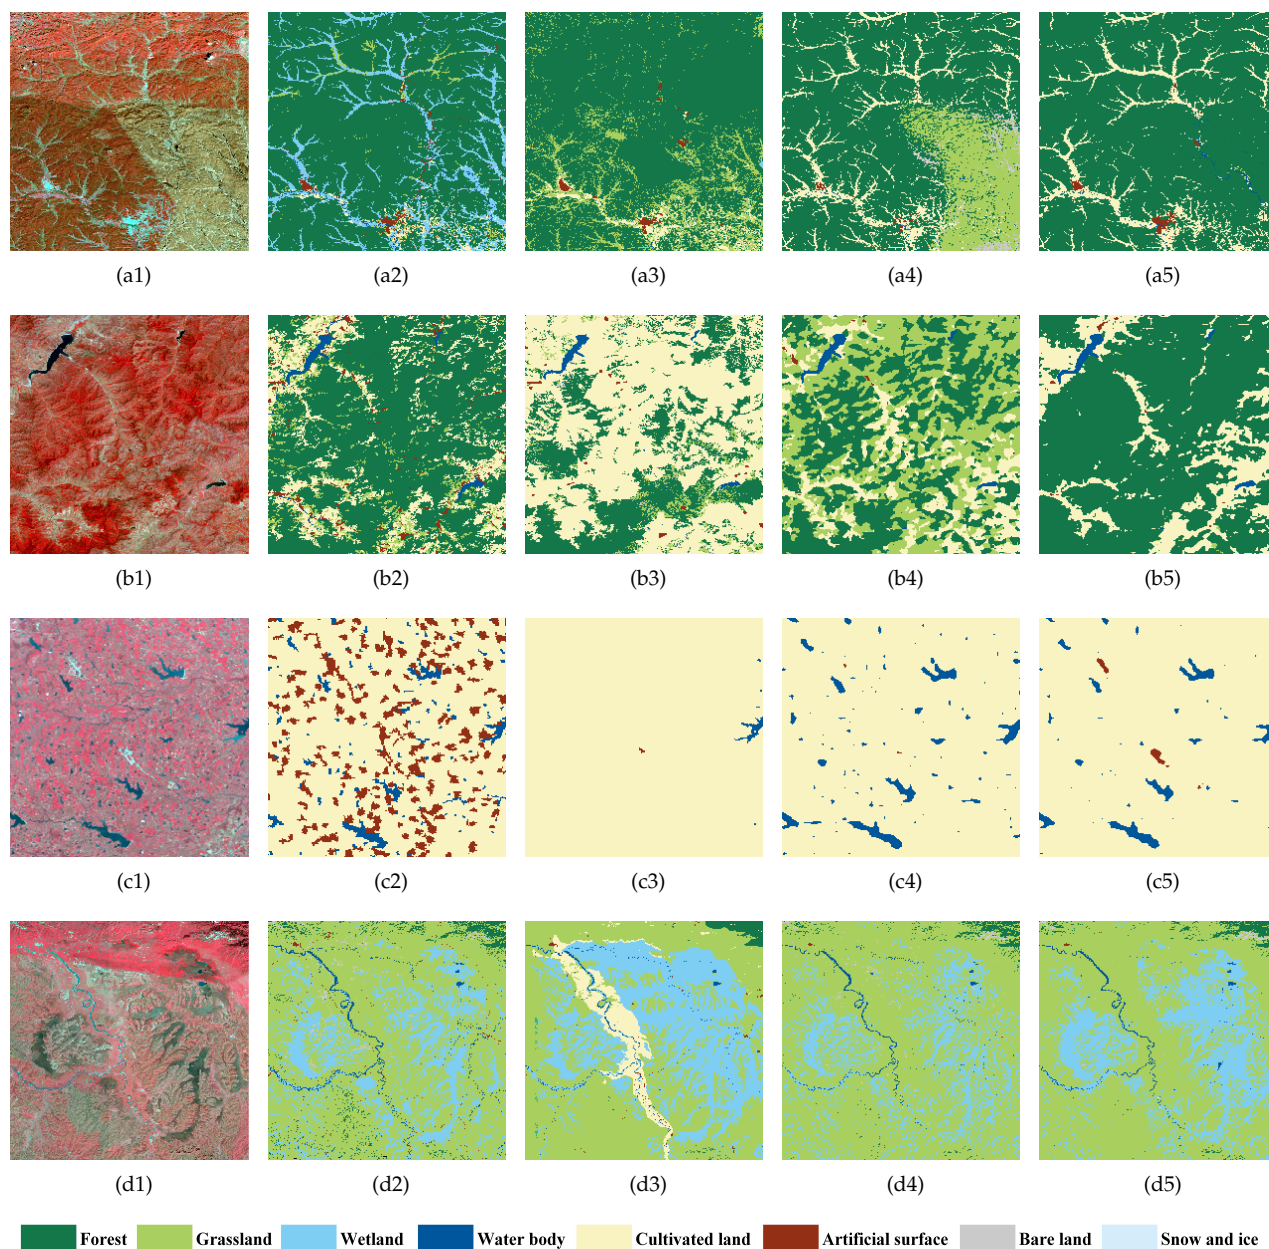 (a1) (a2) (a3) (a4) (a5)
(b1) (b2) (b3) (b4) (b5)
(c1) (c2) (c3) (c4) (c5)
(d1) (d2) (d3) (d4) (d5)
Forest Grassland Wetland Water body Cultivated land Artificial surface Bare land Snow and ice